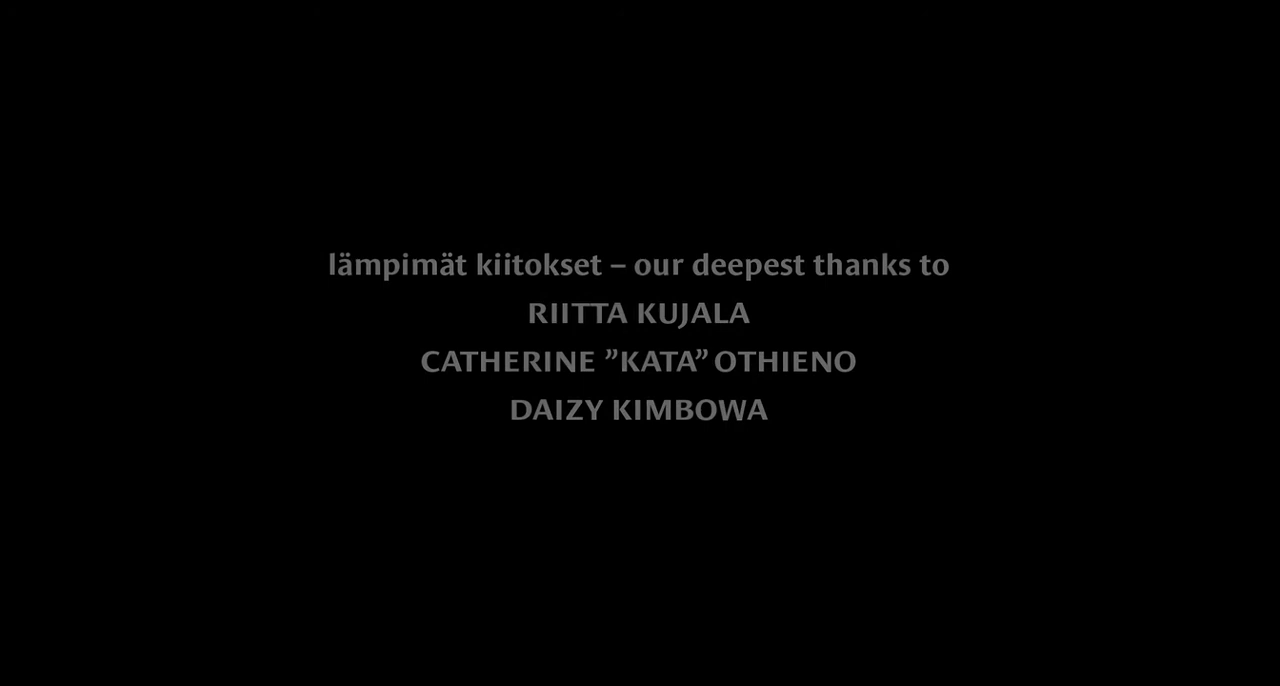 lämpimät kiitokset – our deepest thanks to
RIITTA KUJALA
CATHERINE ”KATA” OTHIENO
DAIZY KIMBOWA